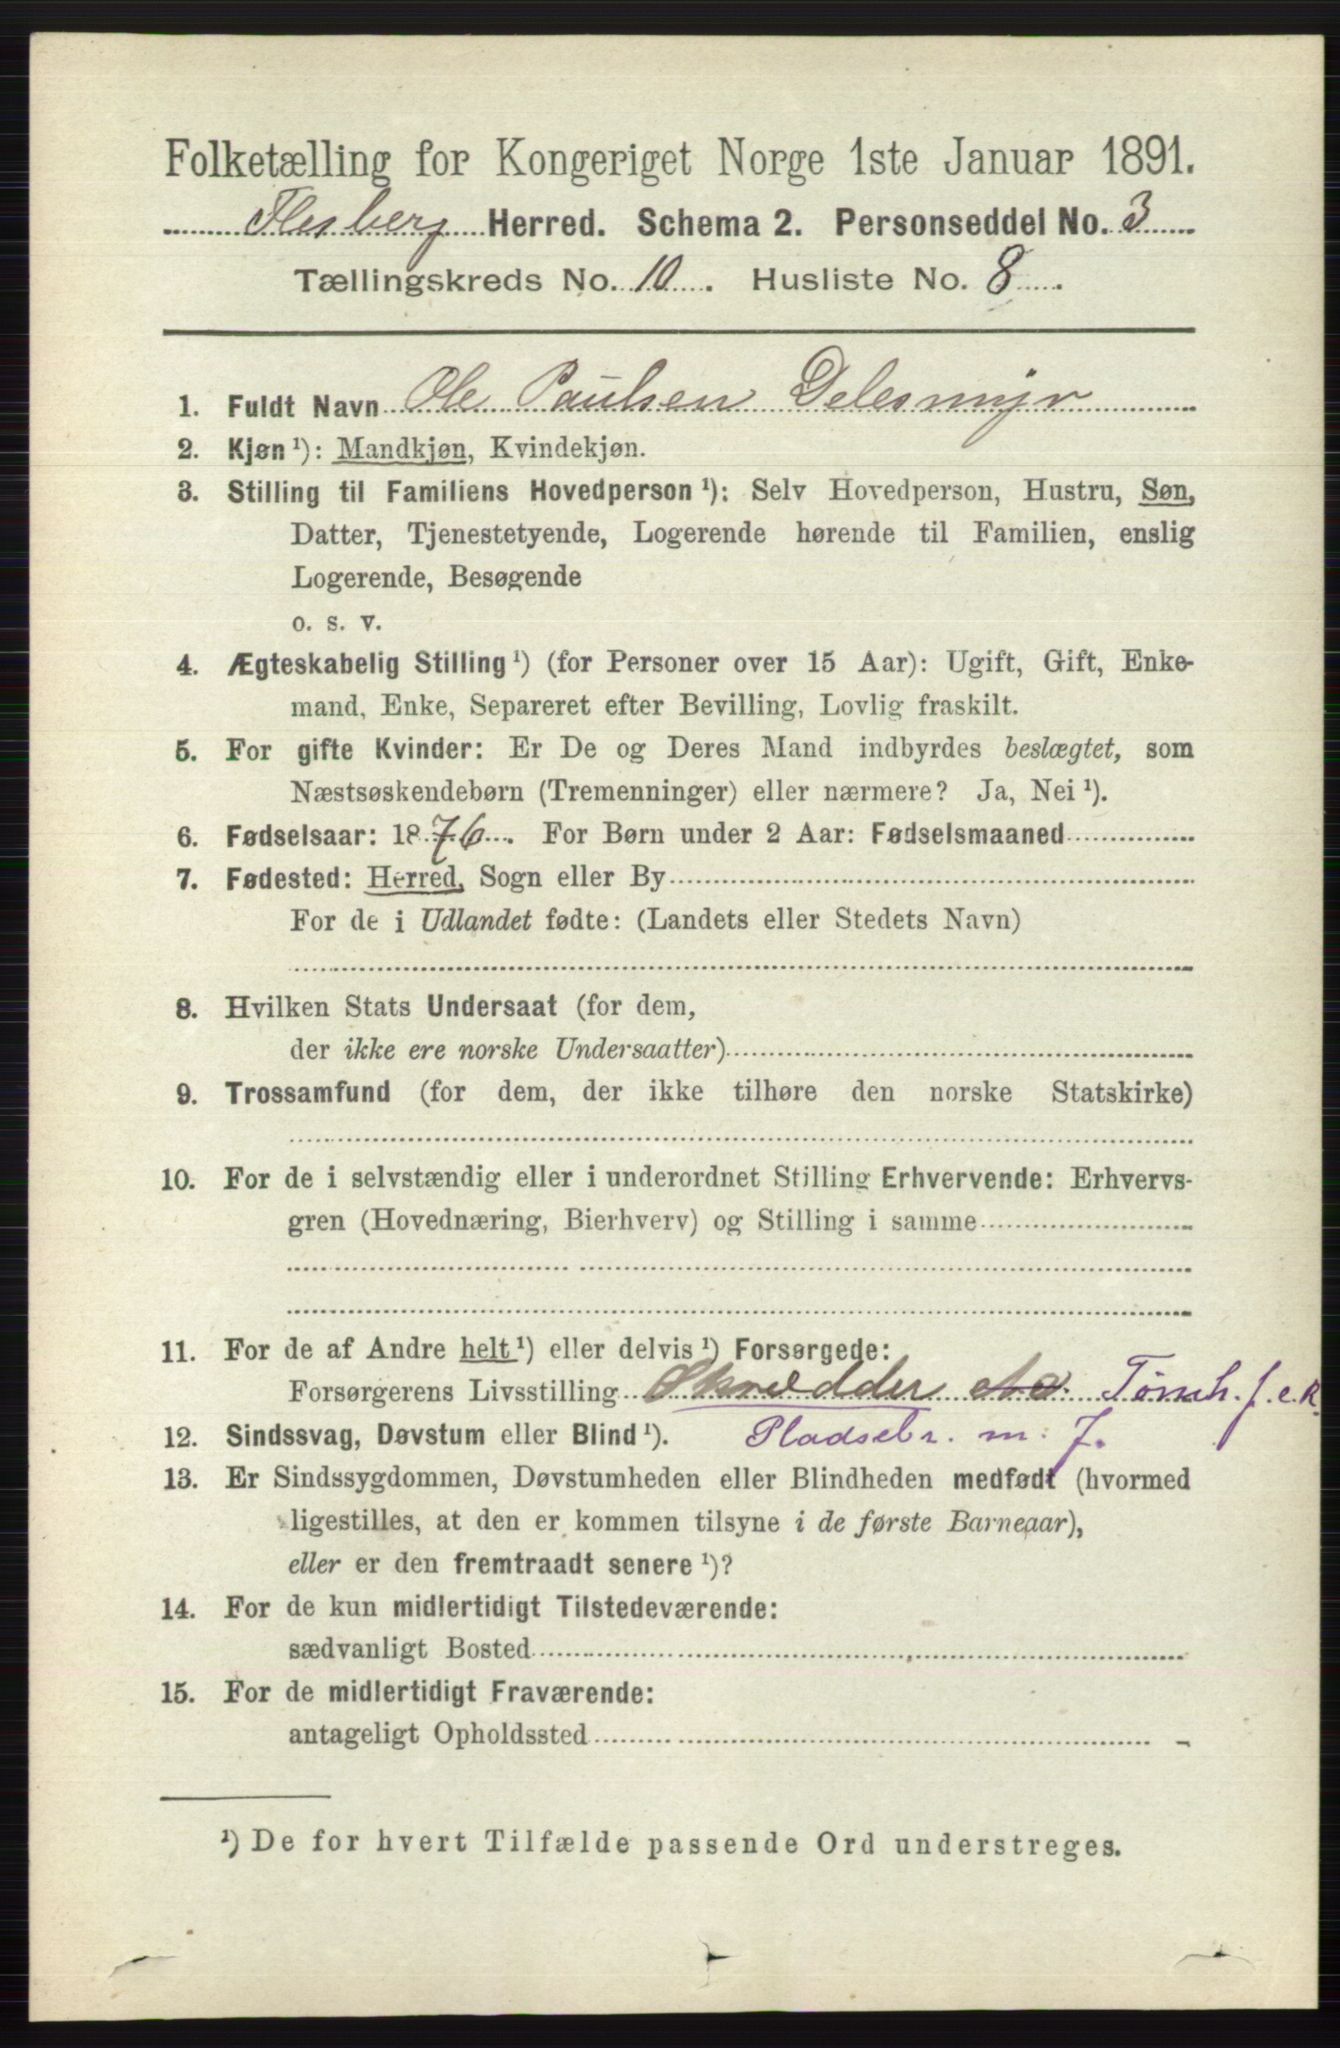 Folketælling for Kongeriget Norge 1ste Januar 1891.
Flesberg Herred. Schema 2. Personseddel No. 3
Tællingskreds No. 10. Husliste No. 8.
1. Fuldt Navn Ole Paulsen Delesmyr
2. Kjøn ¹): Mandkjøn, Kvindekjøn.
3. Stilling til Familiens Hovedperson ¹): Selv Hovedperson, Hustru, Søn,
Datter, Tjenestetyende, Logerende hørende til Familien, enslig
Logerende, Besøgende
o. s. v.
4. Ægteskabelig Stilling ¹) (for Personer over 15 Aar): Ugift, Gift, Enke-
mand, Enke, Separeret efter Bevilling, Lovlig fraskilt.
5. For gifte Kvinder: Er De og Deres Mand indbyrdes beslægtet, som
Næstsøskendebørn (Tremenninger) eller nærmere? Ja, Nei ¹).
6. Fødselsaar: 1876. For Børn under 2 Aar: Fødselsmaaned
7. Fødested: Herred, Sogn eller By
For de i Udlandet fødte: (Landets eller Stedets Navn)
8. Hvilken Stats Undersaat (for dem,
der ikke ere norske Undersaatter)
9. Trossamfund (for dem, der ikke tilhøre den norske Statskirke)
10. For de i selvstændig eller i underordnet Stilling Erhvervende: Erhvervs-
gren (Hovednæring, Bierhverv) og Stilling i samme
11. For de af Andre helt ¹) eller delvis ¹) Forsørgede:
Forsørgerens Livsstilling Skrædder Tømh. f. e. R.
12. Sindssvag, Døvstum eller Blind ¹). Pladsebr. m. J.
13. Er Sindssygdommen, Døvstumheden eller Blindheden medfødt (hvormed
ligestilles, at den er kommen tilsyne i de første Barneaar),
eller er den fremtraadt senere ¹)?
14. For de kun midlertidigt Tilstedeværende:
sædvanligt Bosted
15. For de midlertidigt Fraværende:
antageligt Opholdssted
¹) De for hvert Tilfælde passende Ord understreges.